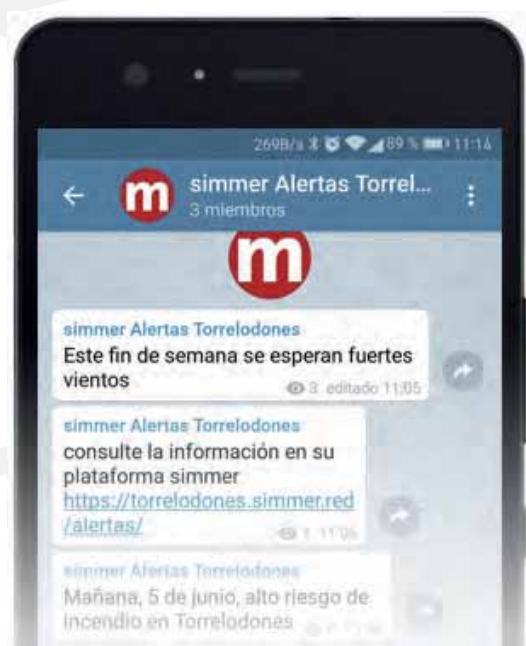 269B/s 89 % 11:14
m simmer Alertas Torrel...
3 miembros
m
simmer Alertas Torrelodones
Este fin de semana se esperan fuertes
vientos
3 editado 11:05
simmer Alertas Torrelodones
consulte la información en su
plataforma simmer
https://torrelodones.simmer.red
/alertas/
11:05
simmer Alertas Torrelodones
Mañana, 5 de junio, alto riesgo de
incendio en Torrelodones